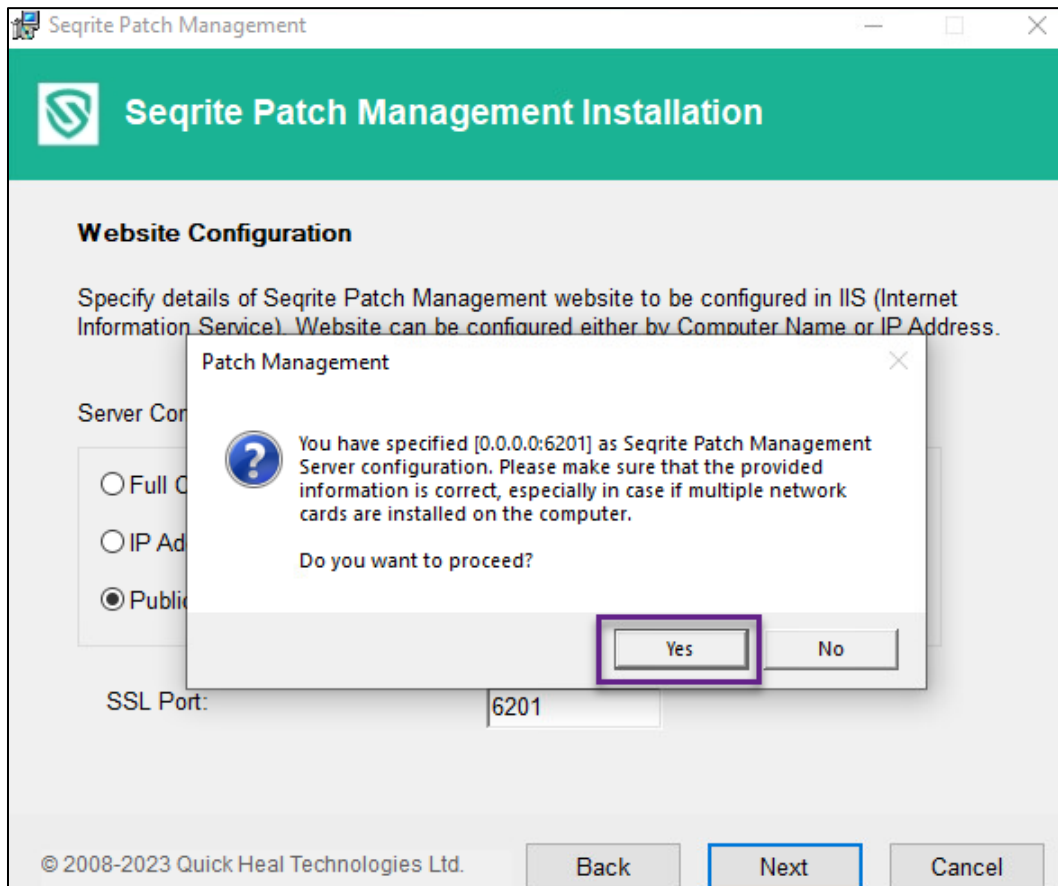 Seqrite Patch Management
Seqrite Patch Management Installation
Website Configuration
Specify details of Seqrite Patch Management website to be configured in IIS (Internet
Information Service). Website can be configured either by Computer Name or IP Address.
Patch Management
Server Con
You have specified [0.0.0.0:6201] as Seqrite Patch Management
Server configuration. Please make sure that the provided
information is correct, especially in case if multiple network
cards are installed on the computer.
Do you want to proceed?
Full
IP
Yes
No
SSL Port:
6201
© 2008-2023 Quick Heal Technologies Ltd.
Back
Next
Cancel